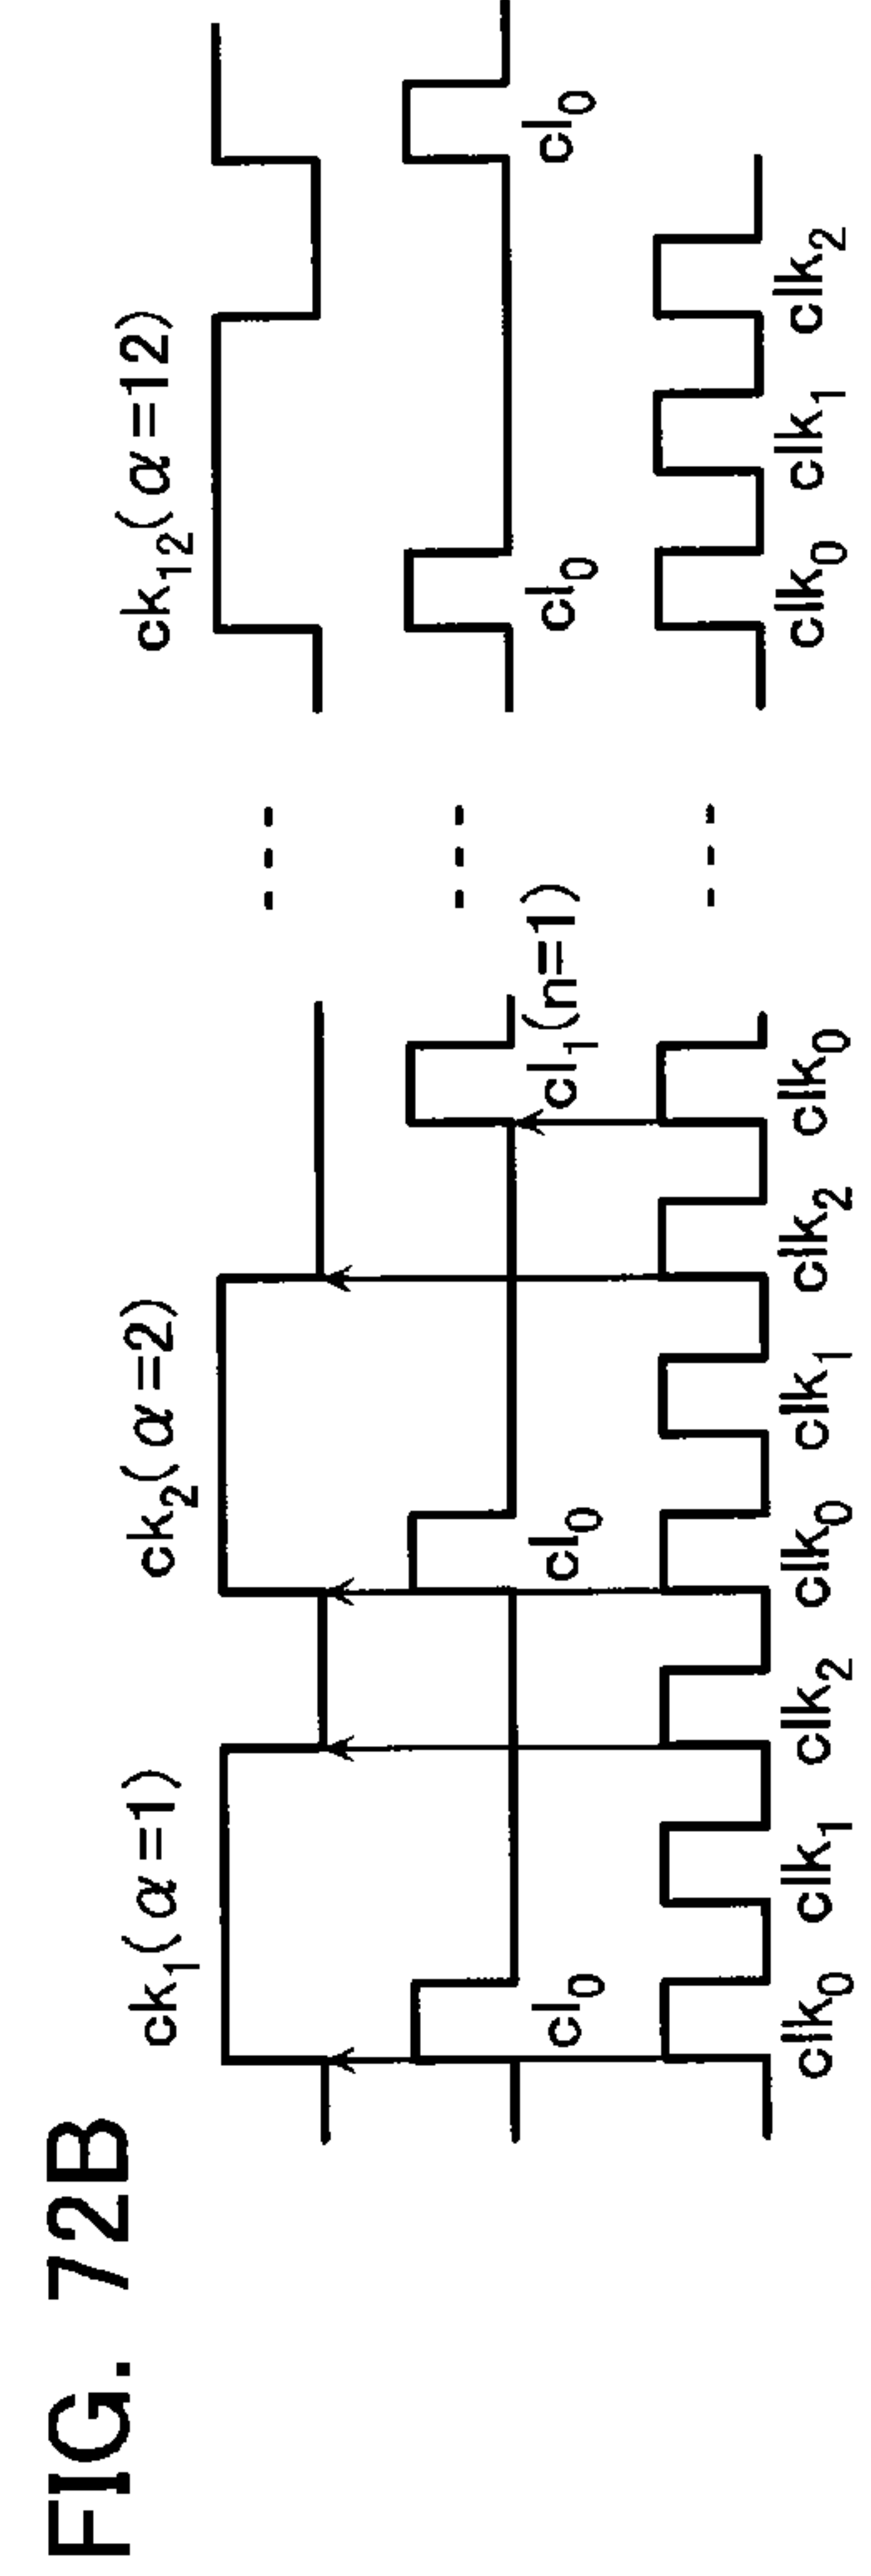 FIG. 72B
ck₁(α=1) ck₂(α=2) ck₁₂(α=12)
cl₀ cl₀ cl₁(n=1) cl₀ cl₀
clk₀ clk₁ clk₂ clk₀ clk₁ clk₂ clk₀ clk₀ clk₁ clk₂